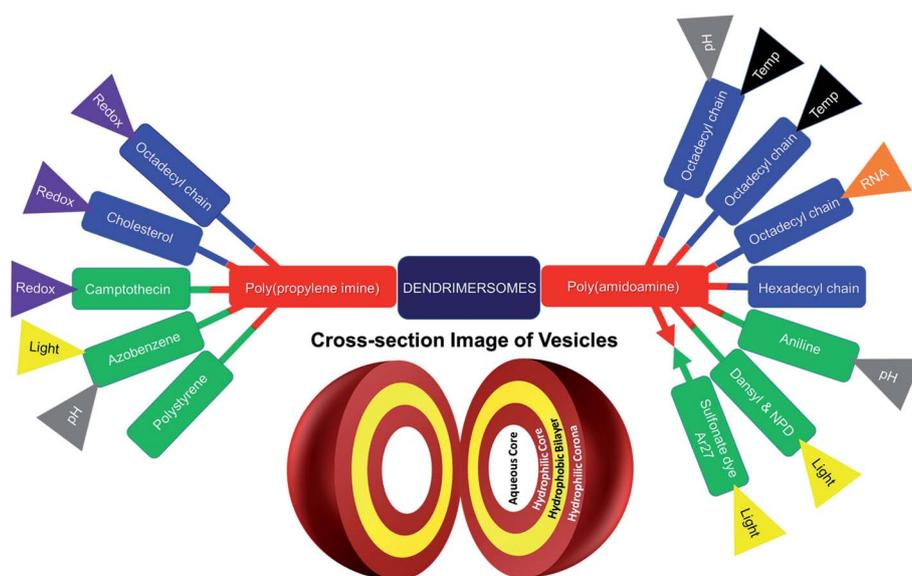 Redox
Octadecyl chain
Redox
Cholesterol
Redox
Camptothecin
Light
pH
Azobenzene
Polystyrene
Poly(propylene imine)
DENDRIMERSOMES
Poly(amidoamine)
pH
Octadecyl chain
Temp
Octadecyl chain
Temp
Octadecyl chain
RNA
Hexadecyl chain
Aniline
pH
Dansyl & NPD
Light
Sulfonate dye
Ar27
Light
Cross-section Image of Vesicles
Aqueous Core
Hydrophilic Core
Hydrophobic Bilayer
Hydrophilic Corona